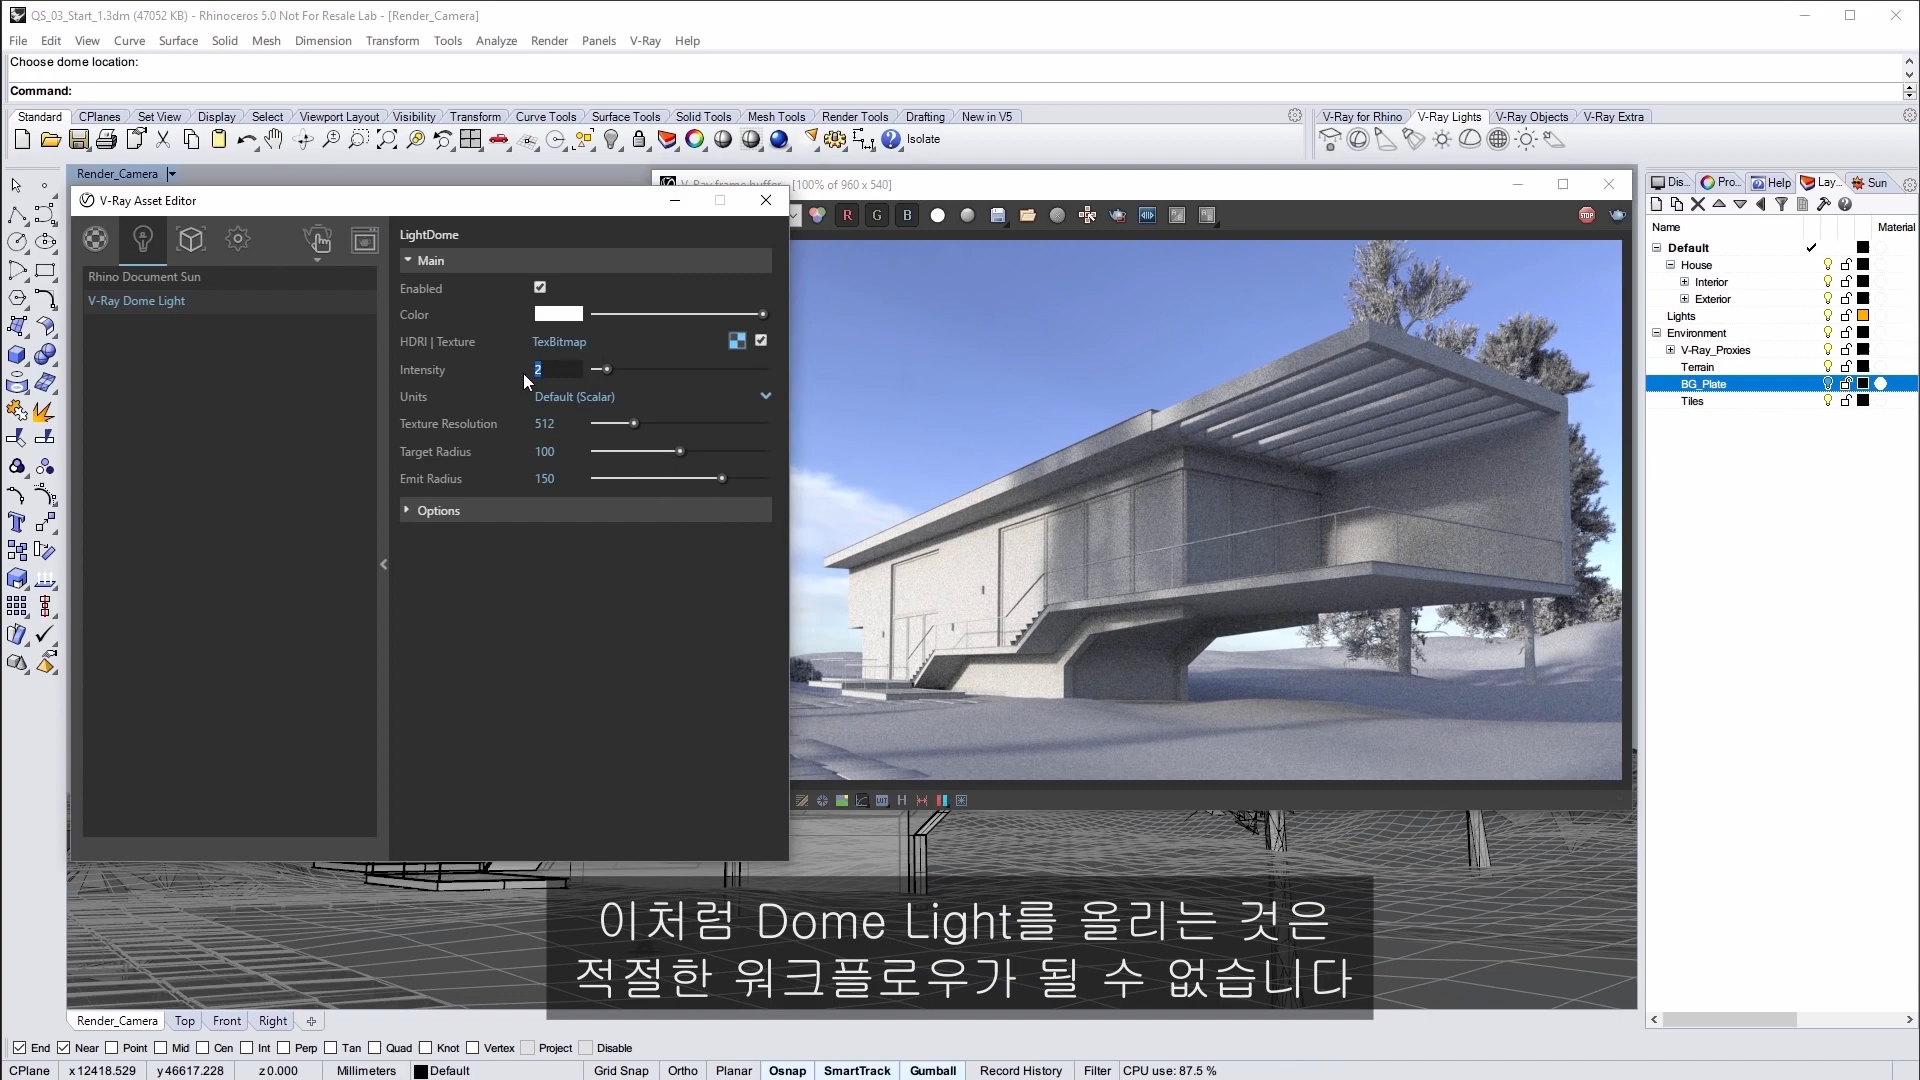 QS_03_Start_1.3dm (47052 KB) - Rhinoceros 5.0 Not For Resale Lab - [Render_Camera]
File Edit View Curve Surface Solid Mesh Dimension Transform Tools Analyze Render Panels V-Ray Help
Choose dome location:
Command:
Standard CPlanes Set View Display Select Viewport Layout Visibility Transform Curve Tools Surface Tools Solid Tools Mesh Tools Render Tools Drafting New in V5 V-Ray for Rhino V-Ray Lights V-Ray Objects V-Ray Extra
Isolate
Render_Camera
V-Ray frame buffer - [100% of 960 x 540]
R G B
STOP
V-Ray Asset Editor
Rhino Document Sun
V-Ray Dome Light
LightDome
Main
Enabled
Color
HDRI | Texture TexBitmap
Intensity 2
Units Default (Scalar)
Texture Resolution 512
Target Radius 100
Emit Radius 150
Options
Dis... Pro... Help Lay... Sun
Name Material
Default
House
Interior
Exterior
Lights
Environment
V-Ray_Proxies
Terrain
BG_Plate
Tiles
이처럼 Dome Light를 올리는 것은
적절한 워크플로우가 될 수 없습니다
Render_Camera Top Front Right
End Near Point Mid Cen Int Perp Tan Quad Knot Vertex Project Disable
CPlane x 12418.529 y 46617.228 z 0.000 Millimeters Default Grid Snap Ortho Planar Osnap SmartTrack Gumball Record History Filter CPU use: 87.5 %